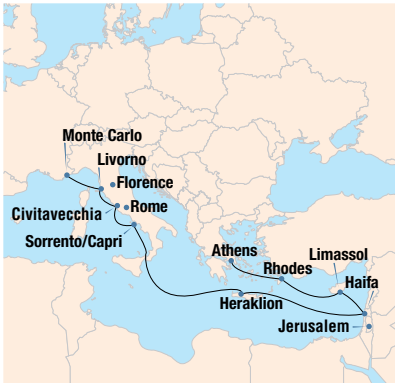 Monte Carlo
Livorno
Florence
Civitavecchia
Rome
Sorrento/Capri
Athens
Limassol
Rhodes
Haifa
Heraklion
Jerusalem